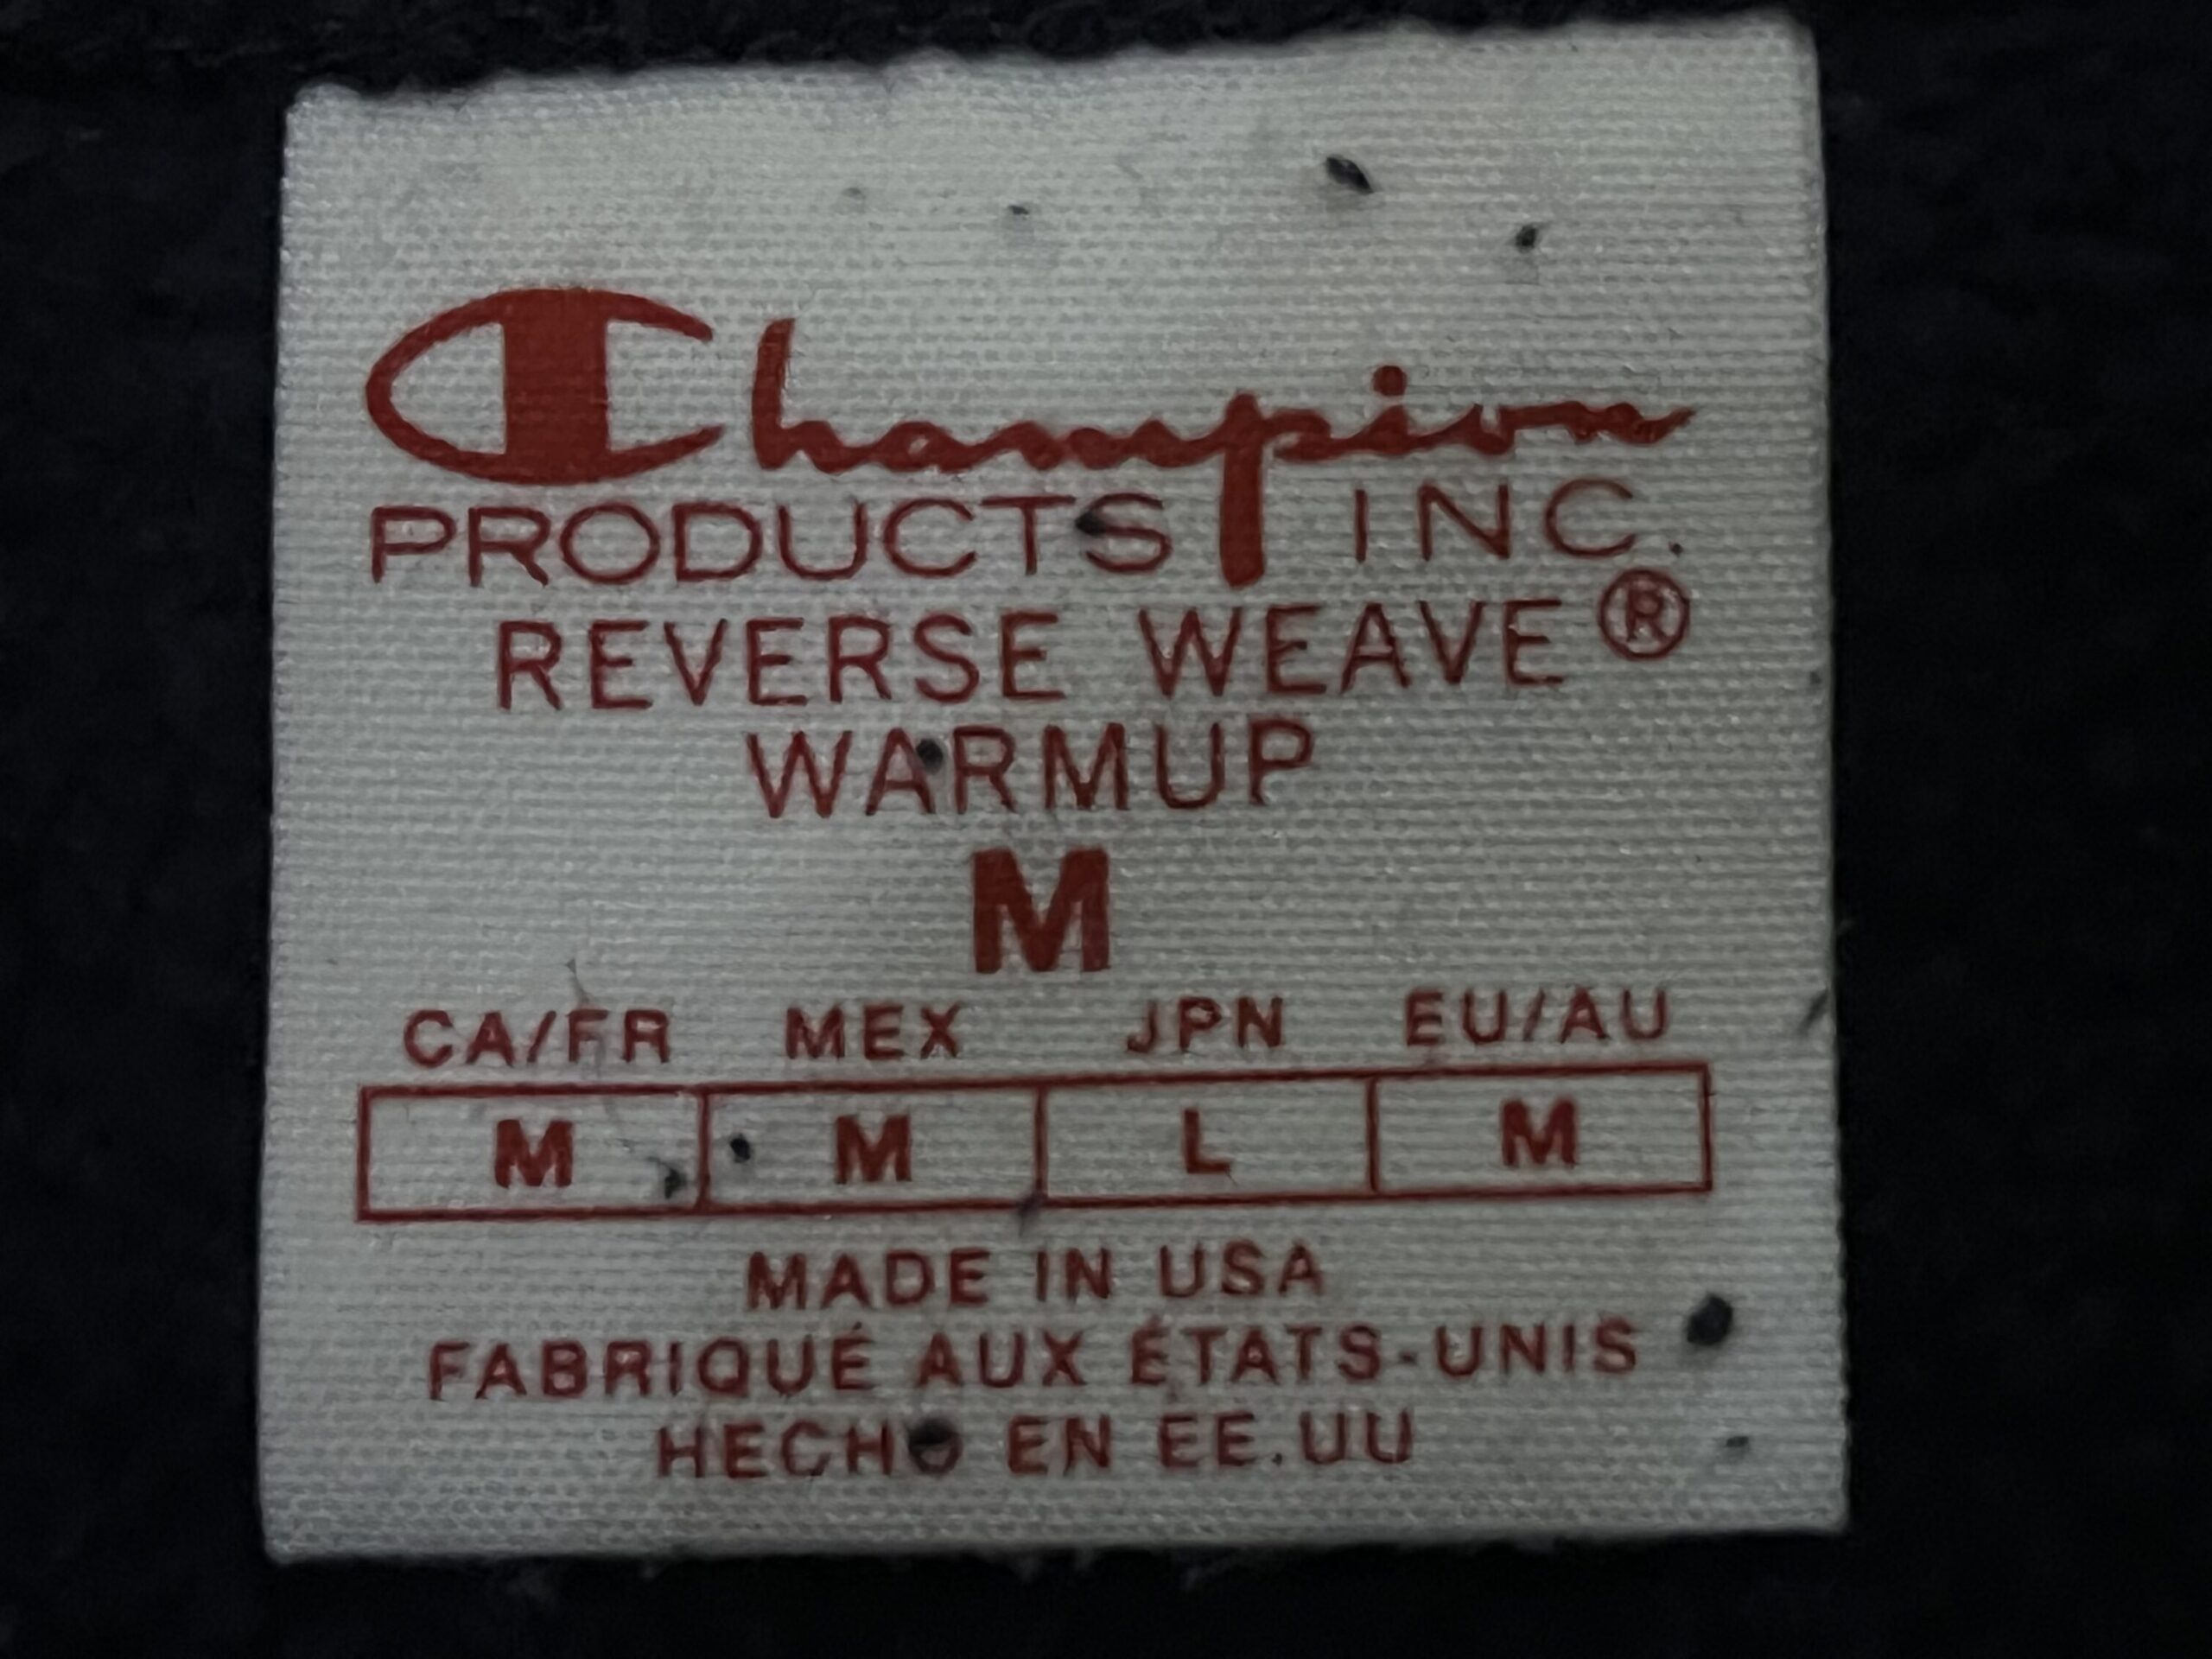 Champion
PRODUCTS INC.
REVERSE WEAVE®
WARMUP
M
CA/FR MEX JPN EU/AU
M M L M
MADE IN USA
FABRIQUÉ AUX ÉTATS-UNIS
HECHO EN EE.UU